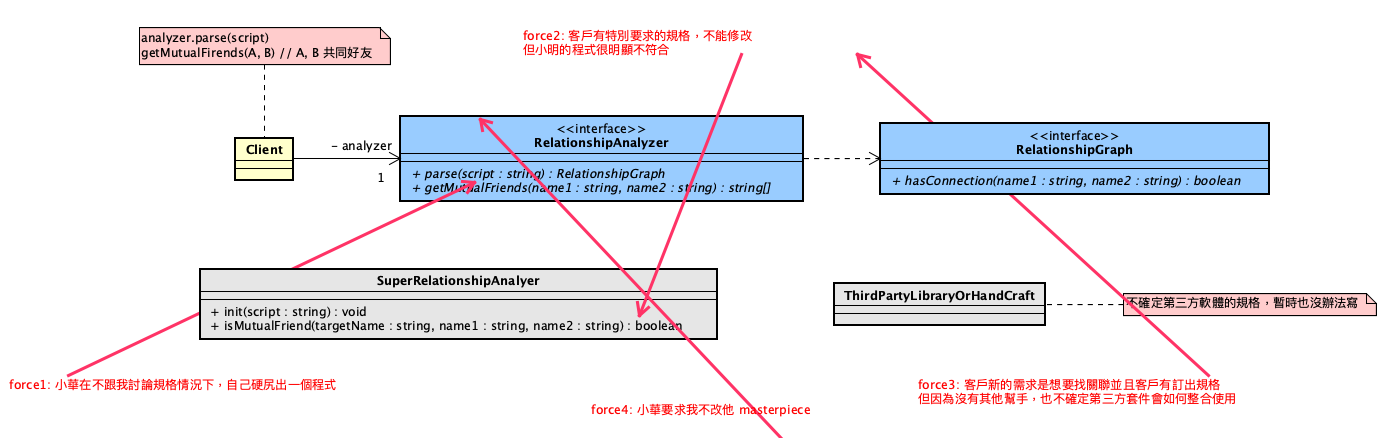 analyzer.parse(script)
getMutualFirends(A, B) // A, B 共同好友
force2: 客戶有特別要求的規格，不能修改
但小明的程式很明顯不符合
Client
- analyzer
1
<<interface>>
RelationshipAnalyzer
+ parse(script : string) : RelationshipGraph
+ getMutualFriends(name1 : string, name2 : string) : string[]
<<interface>>
RelationshipGraph
+ hasConnection(name1 : string, name2 : string) : boolean
SuperRelationshipAnalyer
+ init(script : string) : void
+ isMutualFriend(targetName : string, name1 : string, name2 : string) : boolean
ThirdPartyLibraryOrHandCraft
不確定第三方軟體的規格，暫時也沒辦法寫
force1: 小華在不跟我討論規格情況下，自己硬尻出一個程式
force4: 小華要求我不改他 masterpiece
force3: 客戶新的需求是想要找關聯並且客戶有訂出規格
但因為沒有其他幫手，也不確定第三方套件會如何整合使用